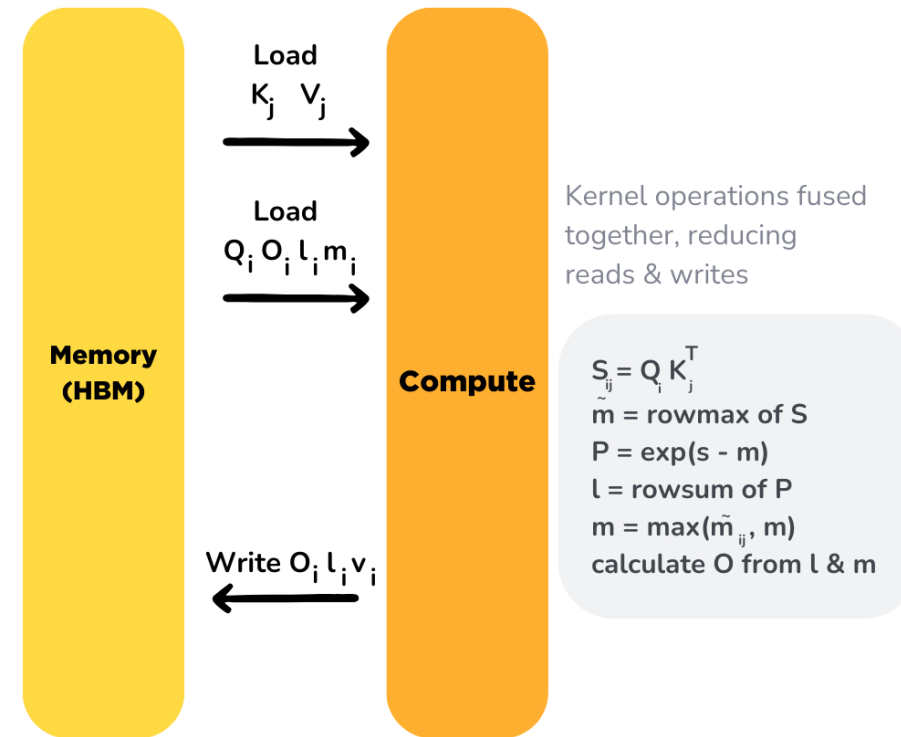 Load
Kj Vj
Load
Qi Oi li mi
Memory
(HBM)
Compute
Write Oi li vi
Kernel operations fused
together, reducing
reads & writes
Sij = Qi Kj^T
m̃ = rowmax of S
P = exp(s - m)
l = rowsum of P
m = max(m̃ij, m)
calculate O from l & m